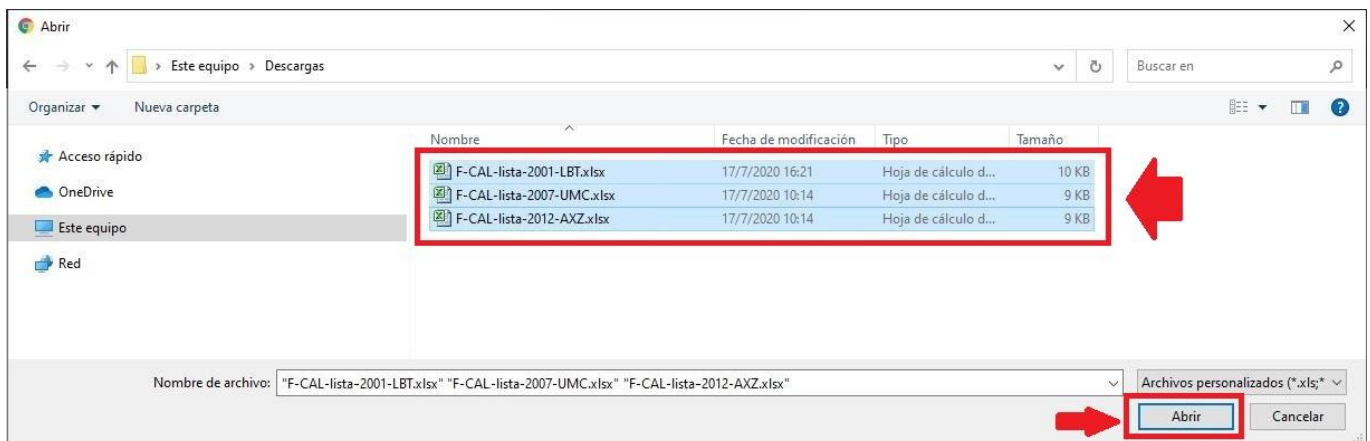 Abrir
Este equipo > Descargas
Buscar en
Organizar
Nueva carpeta
Nombre Fecha de modificación Tipo Tamaño
Acceso rápido
OneDrive
Este equipo
Red
F-CAL-lista-2001-LBT.xlsx 17/7/2020 16:21 Hoja de cálculo d... 10 KB
F-CAL-lista-2007-UMC.xlsx 17/7/2020 10:14 Hoja de cálculo d... 9 KB
F-CAL-lista-2012-AXZ.xlsx 17/7/2020 10:14 Hoja de cálculo d... 9 KB
Nombre de archivo: "F-CAL-lista-2001-LBT.xlsx" "F-CAL-lista-2007-UMC.xlsx" "F-CAL-lista-2012-AXZ.xlsx"
Archivos personalizados (*.xls;*
Abrir Cancelar